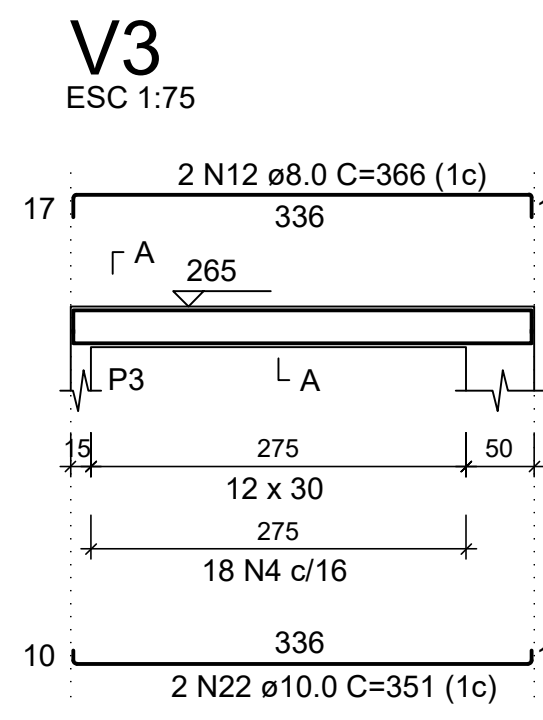 V3
ESC 1:75
2 N12 ø8.0 C=366 (1c)
17
336
A
265
P3
A
15
275
50
12 x 30
275
18 N4 c/16
10
336
2 N22 ø10.0 C=351 (1c)